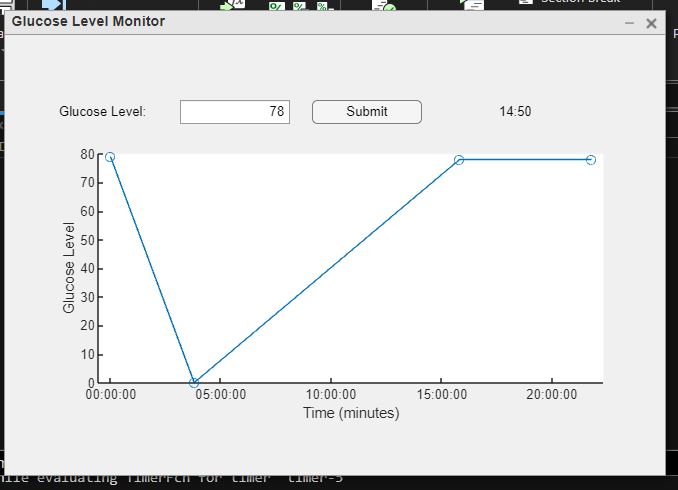 Section Break
Glucose Level Monitor
Glucose Level: 78 Submit 14:50
80
70
60
50
40
30
20
10
0
Glucose Level
00:00:00 05:00:00 10:00:00 15:00:00 20:00:00
Time (minutes)
while evaluating TimerFcn for timer 'timer-5'